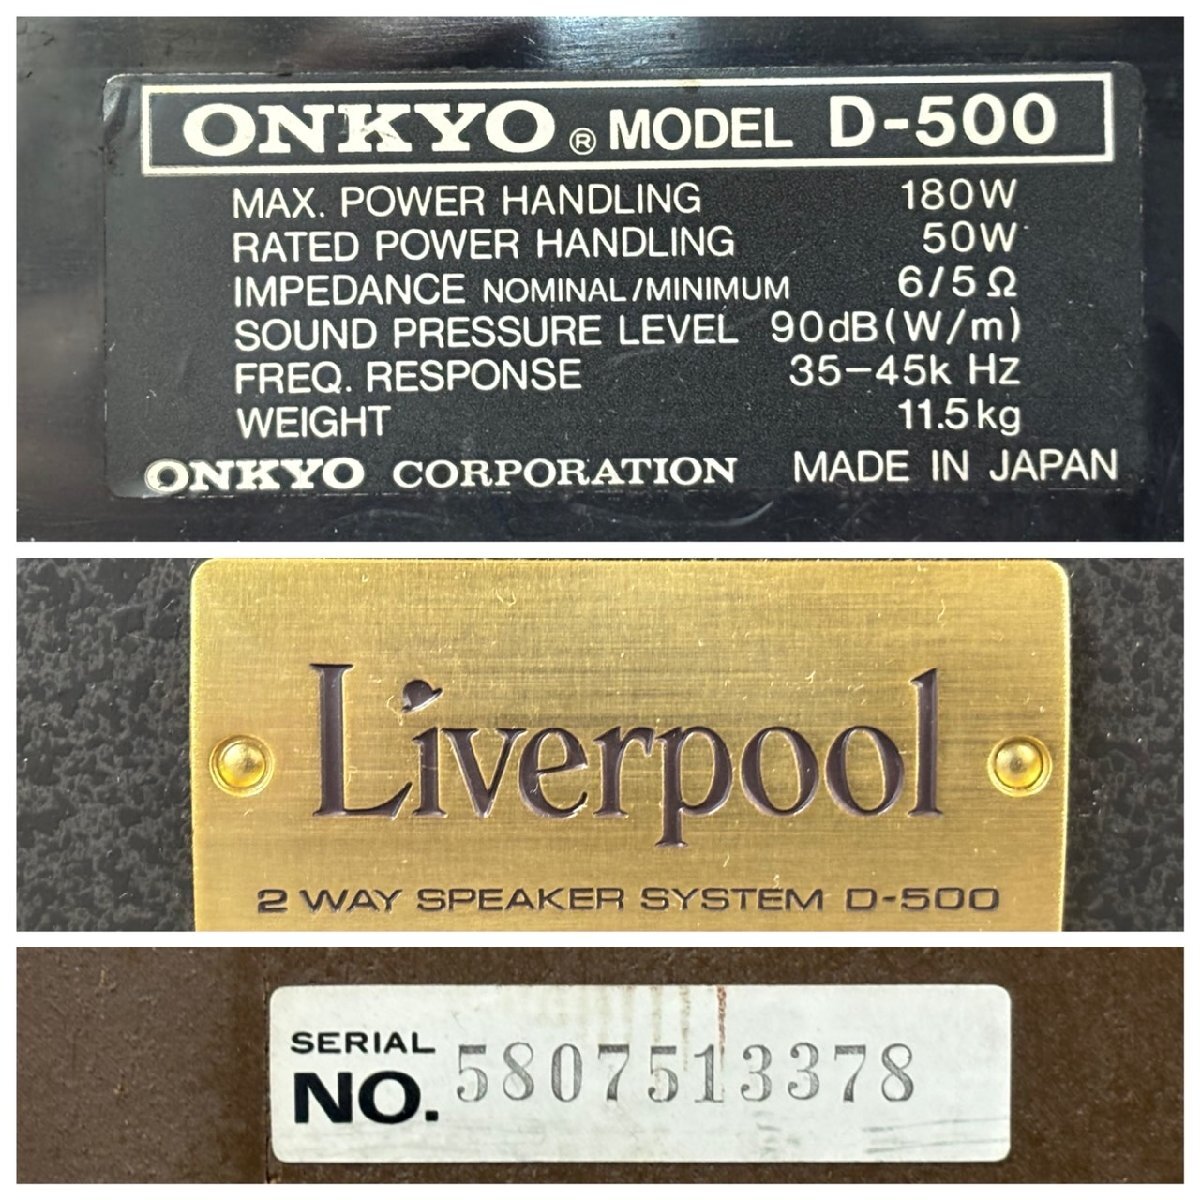 ONKYO® MODEL D-500
MAX. POWER HANDLING 180W
RATED POWER HANDLING 50W
IMPEDANCE NOMINAL/MINIMUM 6/5Ω
SOUND PRESSURE LEVEL 90dB(W/m)
FREQ. RESPONSE 35-45k Hz
WEIGHT 11.5kg
ONKYO CORPORATION MADE IN JAPAN
Liverpool
2 WAY SPEAKER SYSTEM D-500
SERIAL
NO. 5807513378